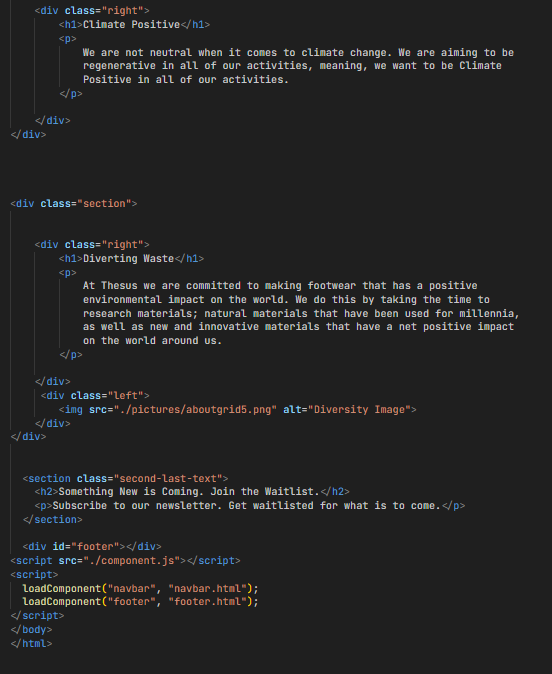 <div class="right">
<h1>Climate Positive</h1>
<p>
We are not neutral when it comes to climate change. We are aiming to be
regenerative in all of our activities, meaning, we want to be Climate
Positive in all of our activities.
</p>
</div>
</div>
<div class="section">
<div class="right">
<h1>Diverting Waste</h1>
<p>
At Thesus we are committed to making footwear that has a positive
environmental impact on the world. We do this by taking the time to
research materials; natural materials that have been used for millennia,
as well as new and innovative materials that have a net positive impact
on the world around us.
</p>
</div>
<div class="left">
<img src="./pictures/aboutgrid5.png" alt="Diversity Image">
</div>
</div>
<section class="second-last-text">
<h2>Something New is Coming. Join the Waitlist.</h2>
<p>Subscribe to our newsletter. Get waitlisted for what is to come.</p>
</section>
<div id="footer"></div>
<script src="./component.js"></script>
<script>
loadComponent("navbar", "navbar.html");
loadComponent("footer", "footer.html");
</script>
</body>
</html>